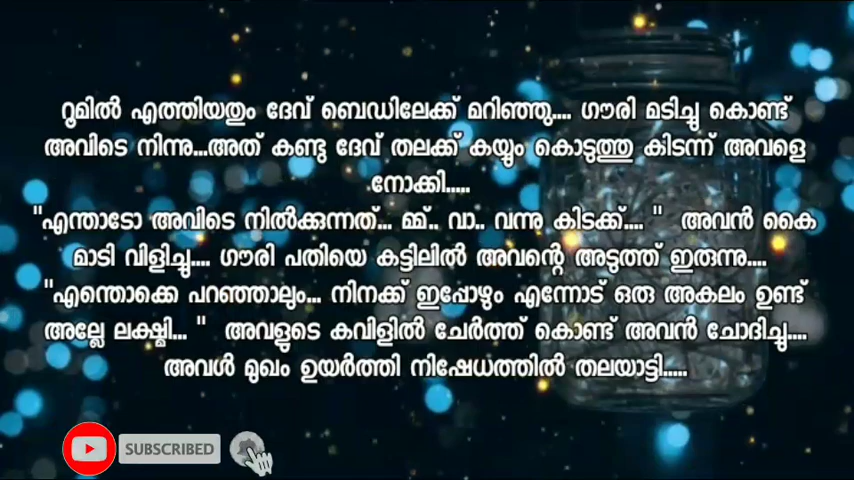 റൂമിൽ എത്തിയതും ദേവ് ബെഡിലേക്ക് മറിഞ്ഞു.... ഗൗരി മടിച്ചു കൊണ്ട്
അവിടെ നിന്നു...അത് കണ്ടു ദേവ് തലക്ക് കയ്യും കൊടുത്തു കിടന്ന് അവളെ
നോക്കി.....
"എന്താടോ അവിടെ നിൽക്കുന്നത്... മ്മ്.. വാ.. വന്നു കിടക്ക്.... " അവൻ കൈ
മാടി വിളിച്ചു.... ഗൗരി പതിയെ കട്ടിലിൽ അവന്റെ അടുത്ത് ഇരുന്നു....
"എന്തൊക്കെ പറഞ്ഞാലും... നിനക്ക് ഇപ്പോഴും എന്നോട് ഒരു അകലം ഉണ്ട്
അല്ലേ ലക്ഷ്മി... " അവളുടെ കവിളിൽ ചേർത്ത് കൊണ്ട് അവൻ ചോദിച്ചു....
അവൾ മുഖം ഉയർത്തി നിഷേധത്തിൽ തലയാട്ടി.....
SUBSCRIBED